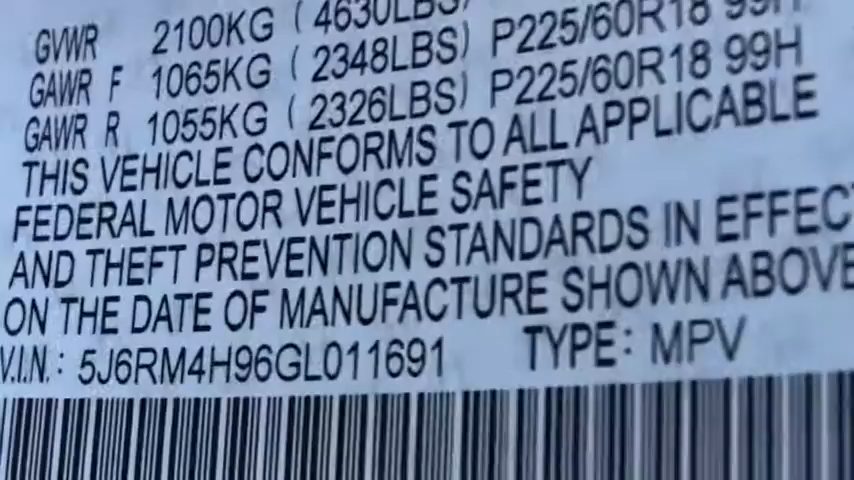 GVWR 2100KG (4630LBS)
GAWR F 1065KG (2348LBS) P225/60R18 99H
GAWR R 1055KG (2326LBS) P225/60R18 99H
THIS VEHICLE CONFORMS TO ALL APPLICABLE
FEDERAL MOTOR VEHICLE SAFETY
AND THEFT PREVENTION STANDARDS IN EFFECT
ON THE DATE OF MANUFACTURE SHOWN ABOVE
V.I.N.: 5J6RM4H96GL011691 TYPE: MPV